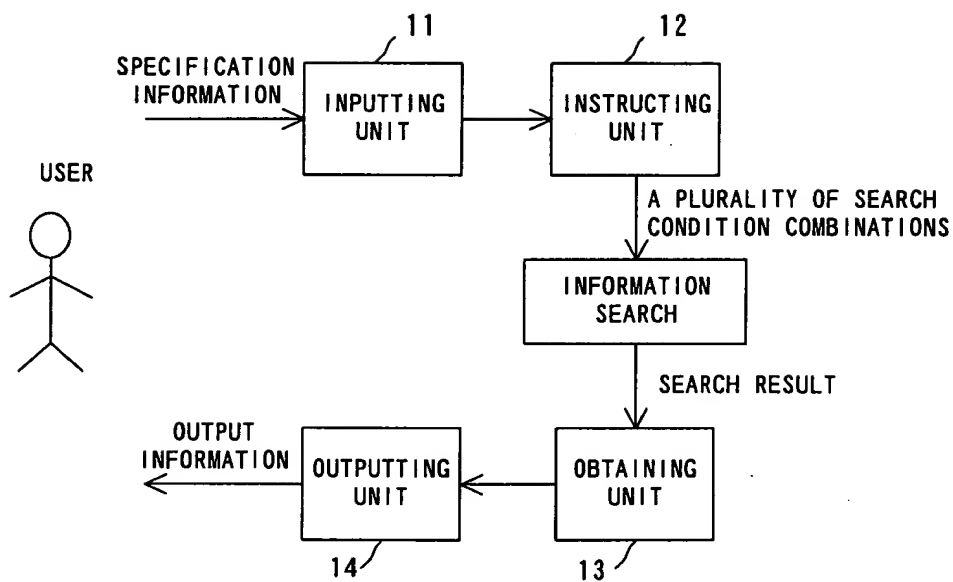 11
12
SPECIFICATION
INFORMATION
INPUTTING
UNIT
INSTRUCTING
UNIT
USER
A PLURALITY OF SEARCH
CONDITION COMBINATIONS
INFORMATION
SEARCH
SEARCH RESULT
OUTPUT
INFORMATION
OUTPUTTING
UNIT
OBTAINING
UNIT
14
13